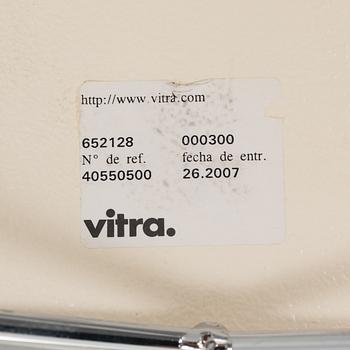 http://www vitra.com
652128 000300
N° de ref. fecha de entr.
40550500 26.2007
vitra.